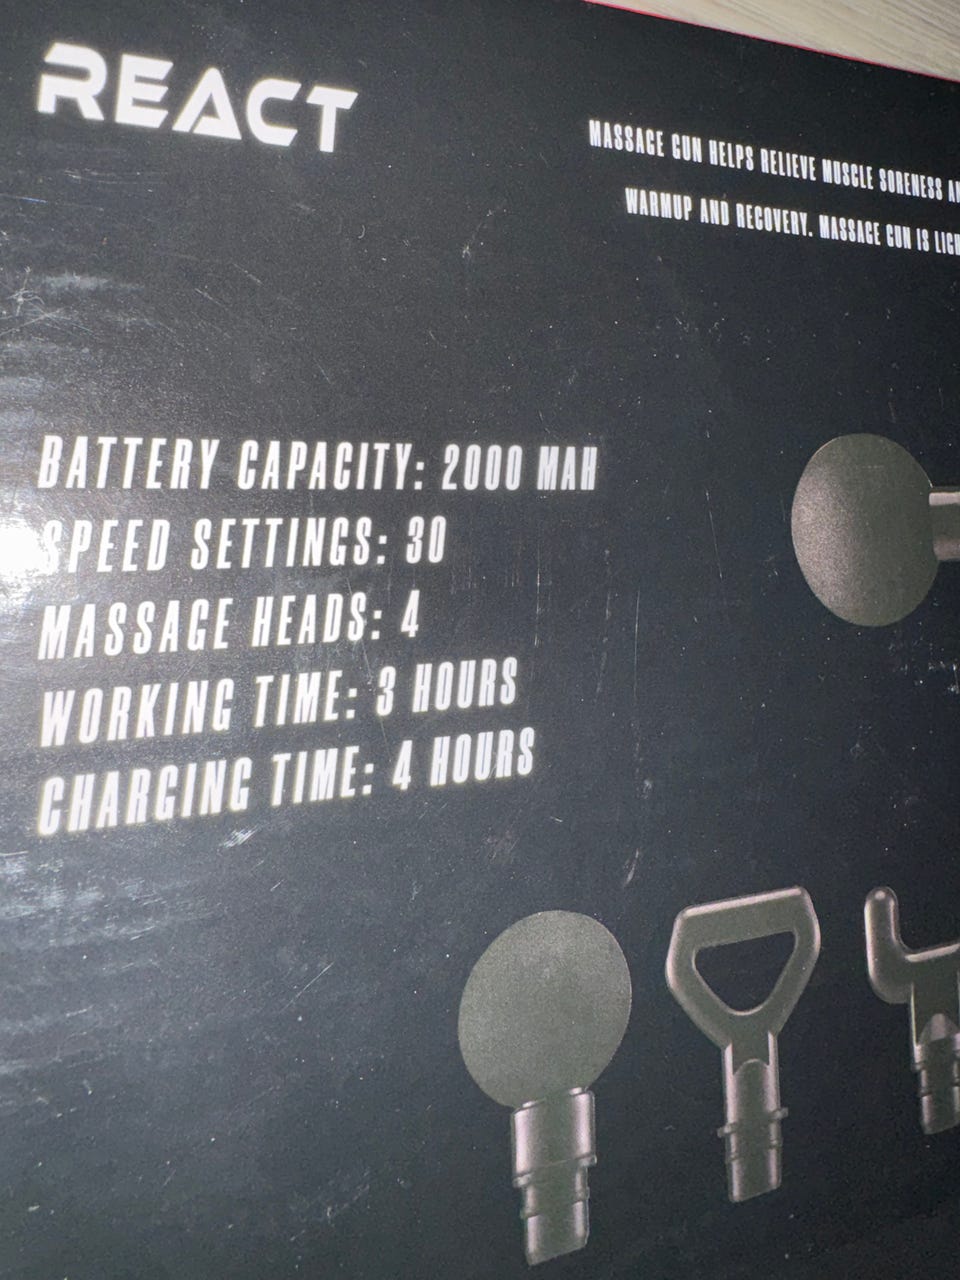 REACT
MASSAGE GUN HELPS RELIEVE MUSCLE SORENESS
WARMUP AND RECOVERY. MASSAGE GUN IS
BATTERY CAPACITY: 2000 MAH
SPEED SETTINGS: 30
MASSAGE HEADS: 4
WORKING TIME: 3 HOURS
CHARGING TIME: 4 HOURS